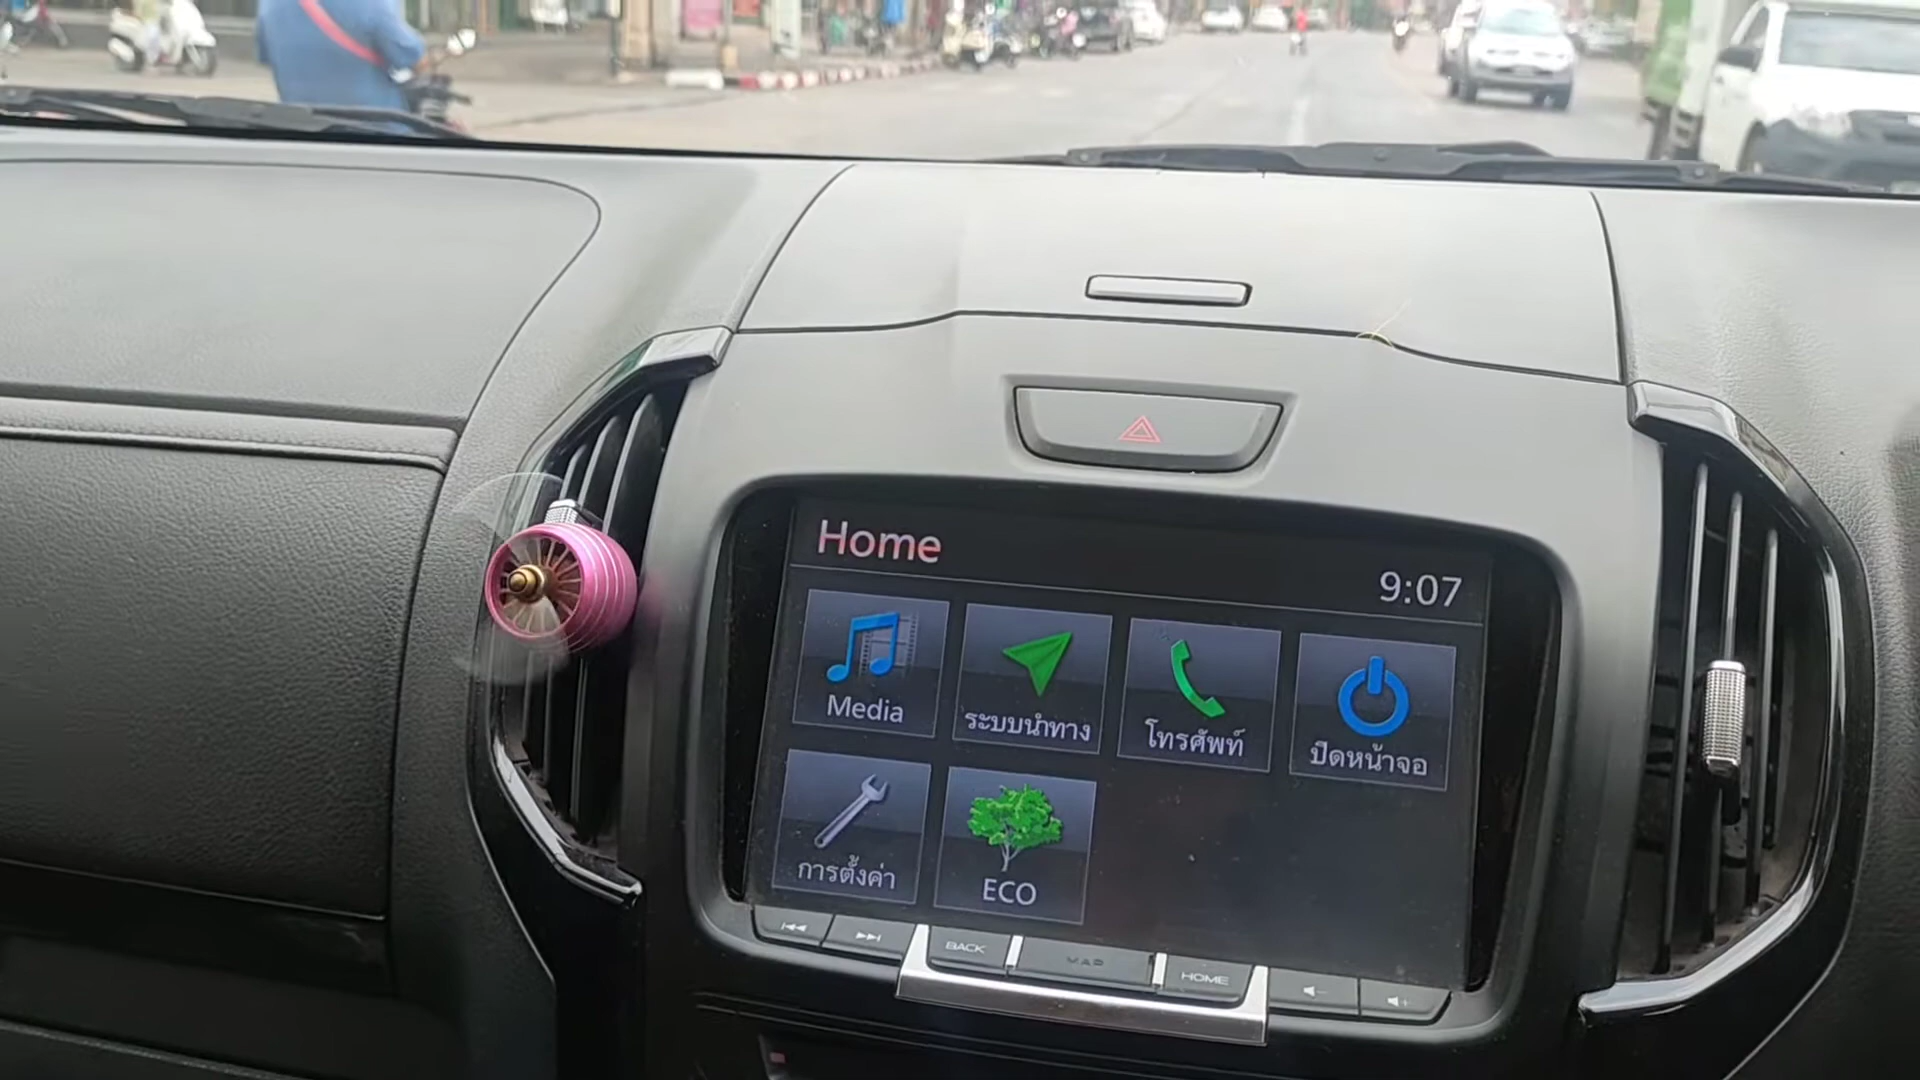 Home
9:07
Media
ระบบนำทาง
โทรศัพท์
ปิดหน้าจอ
การตั้งค่า
ECO
BACK
MAP
HOME